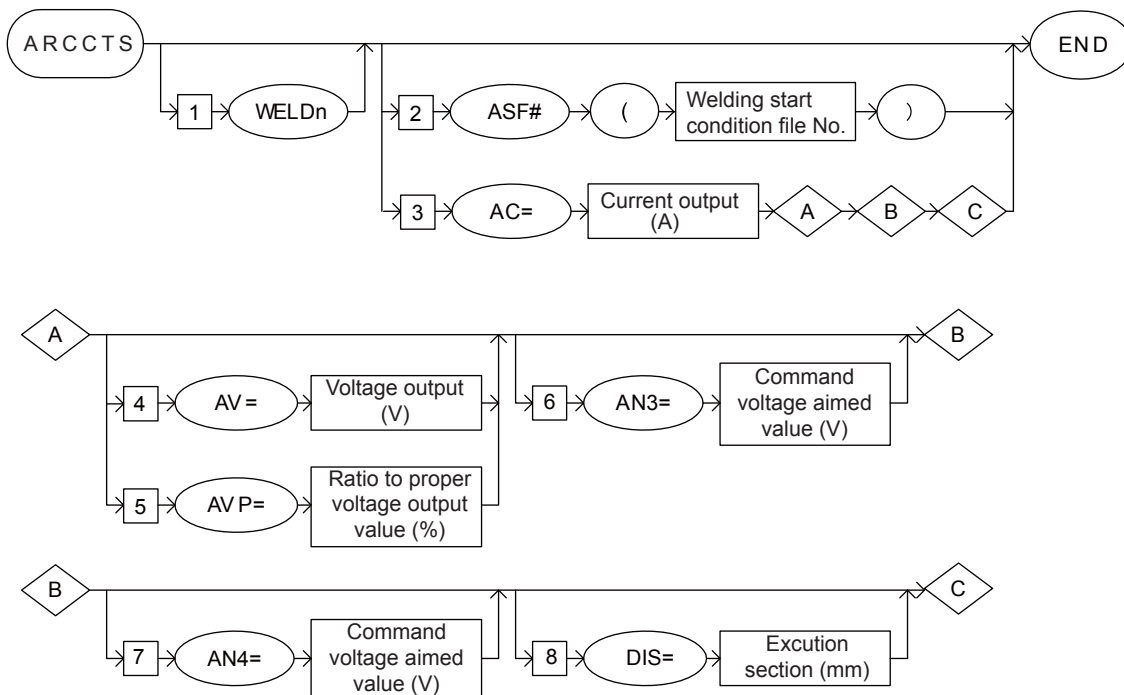 ARCCTS
END
1
WELDn
2
ASF#
(
Welding start
condition file No.
)
3
AC=
Current output
(A)
A
B
C
A
4
AV=
Voltage output
(V)
6
AN3=
Command
voltage aimed
value (V)
B
5
AVP=
Ratio to proper
voltage output
value (%)
B
7
AN4=
Command
voltage aimed
value (V)
8
DIS=
Excution
section (mm)
C